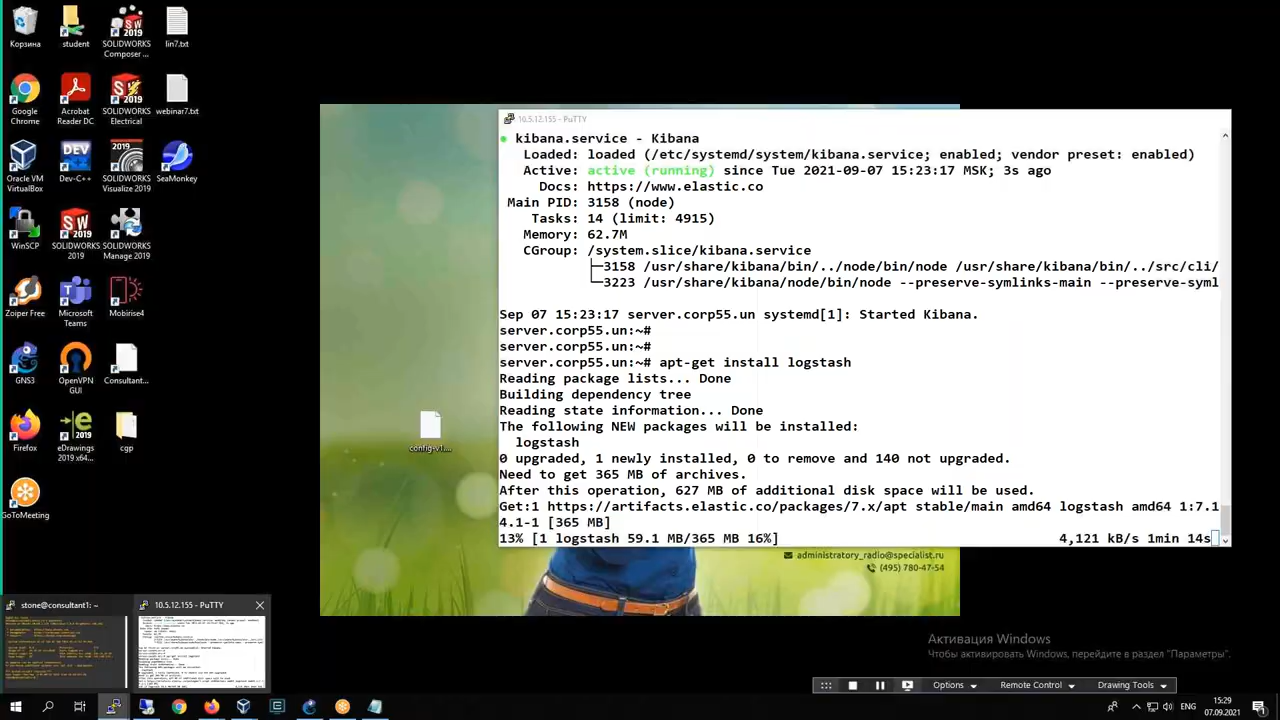 Корзина
student
SOLIDWORKS
Composer ...
lin7.txt
Google
Chrome
Acrobat
Reader DC
SOLIDWORKS
Electrical
webinar7.txt
Oracle VM
VirtualBox
Dev-C++
SOLIDWORKS
Visualize 2019
SeaMonkey
WinSCP
SOLIDWORKS
2019
SOLIDWORKS
Manage 2019
Zoiper Free
Microsoft
Teams
Mobirise4
GNS3
OpenVPN
GUI
Consultant...
Firefox
eDrawings
2019 x64...
cgp
GoToMeeting
config-v1....
10.5.12.155 - PuTTY
● kibana.service - Kibana
Loaded: loaded (/etc/systemd/system/kibana.service; enabled; vendor preset: enabled)
Active: active (running) since Tue 2021-09-07 15:23:17 MSK; 3s ago
Docs: https://www.elastic.co
Main PID: 3158 (node)
Tasks: 14 (limit: 4915)
Memory: 62.7M
CGroup: /system.slice/kibana.service
├─3158 /usr/share/kibana/bin/../node/bin/node /usr/share/kibana/bin/../src/cli/
└─3223 /usr/share/kibana/node/bin/node --preserve-symlinks-main --preserve-syml
Sep 07 15:23:17 server.corp55.un systemd[1]: Started Kibana.
server.corp55.un:~#
server.corp55.un:~#
server.corp55.un:~# apt-get install logstash
Reading package lists... Done
Building dependency tree
Reading state information... Done
The following NEW packages will be installed:
logstash
0 upgraded, 1 newly installed, 0 to remove and 140 not upgraded.
Need to get 365 MB of archives.
After this operation, 627 MB of additional disk space will be used.
Get:1 https://artifacts.elastic.co/packages/7.x/apt stable/main amd64 logstash amd64 1:7.1
4.1-1 [365 MB]
13% [1 logstash 59.1 MB/365 MB 16%] 4,121 kB/s 1min 14s
administratory_radio@specialist.ru
(495) 780-47-54
stone@consultant1: ~
10.5.12.155 - PuTTY
Активация Windows
Чтобы активировать Windows, перейдите в раздел "Параметры".
Options
Remote Control
Drawing Tools
ENG
15:29
07.09.2021
1